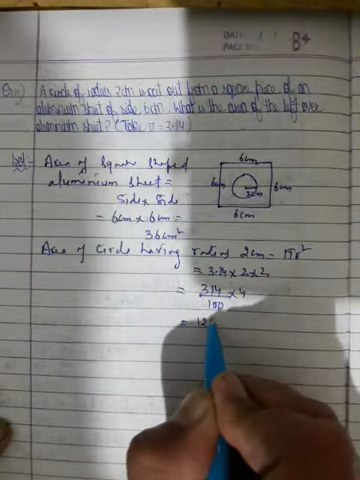 DATE
PAGE No.
B+
Q.11) A circle of radius 2cm is cut out from a square piece of an
aluminium sheet of side 6cm. What is the area of the left over
aluminium sheet? (Take π = 3.14)
Sol:- Area of square shaped
aluminium sheet =
side x side
= 6cm x 6cm =
36cm²
6cm
6cm 2cm 6cm
6cm
Area of circle having radius 2cm = πr²
= 3.14 x 2 x 2
= 314/100 x 4
= 12